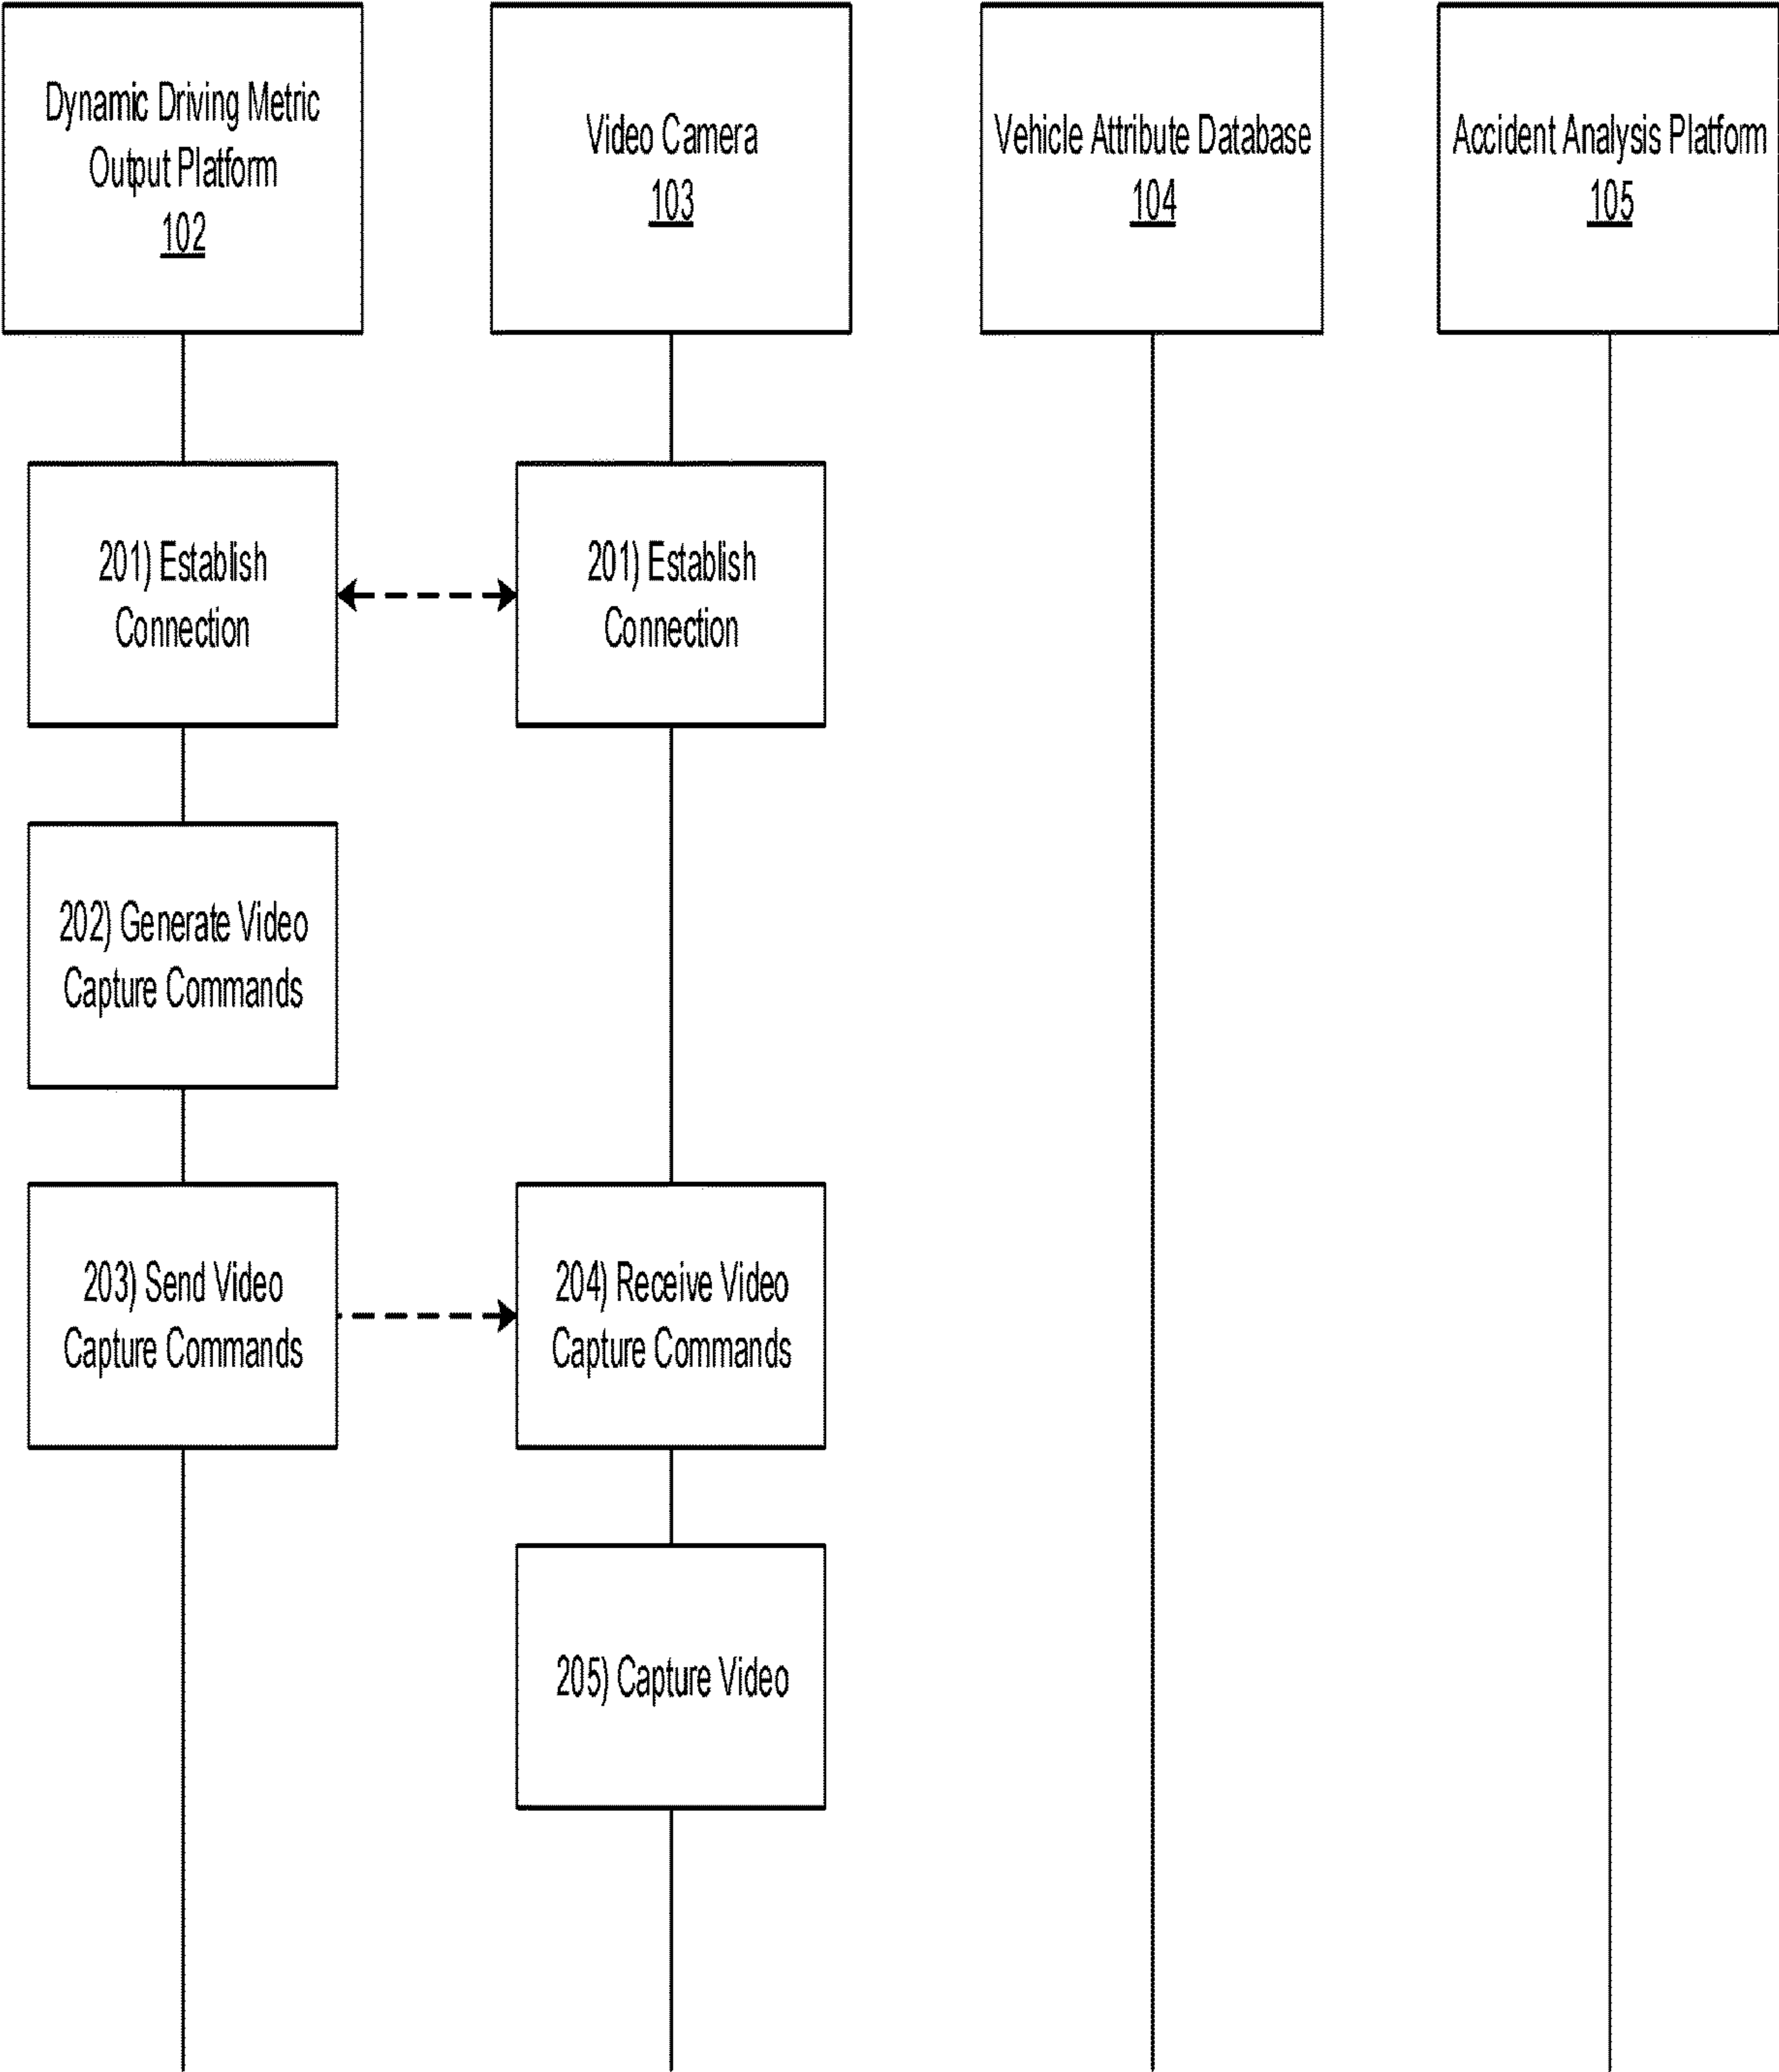 Dynamic Driving Metric
Output Platform
102
Video Camera
103
Vehicle Attribute Database
104
Accident Analysis Platform
105
201) Establish
Connection
201) Establish
Connection
202) Generate Video
Capture Commands
203) Send Video
Capture Commands
204) Receive Video
Capture Commands
205) Capture Video